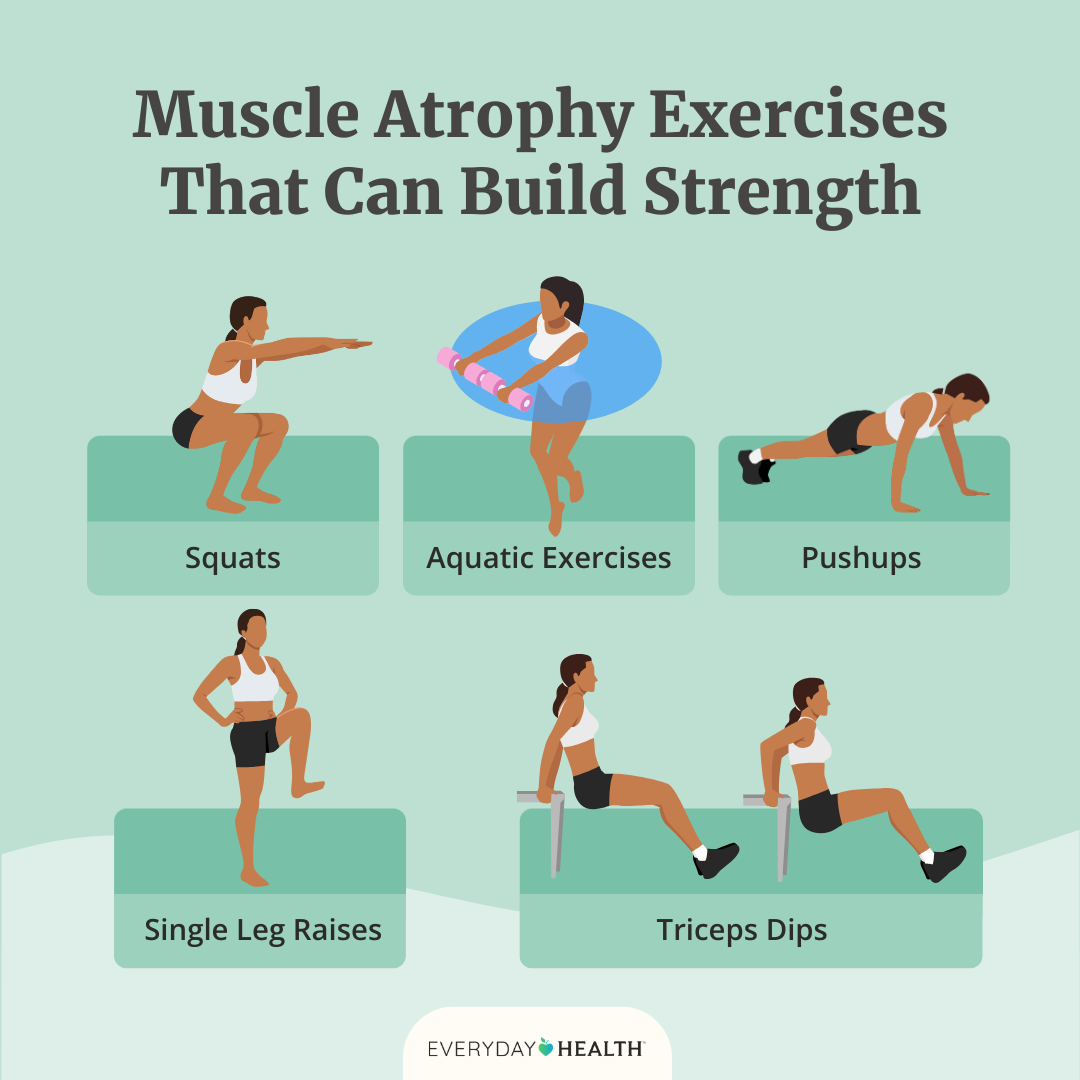 Muscle Atrophy Exercises
That Can Build Strength
Squats
Aquatic Exercises
Pushups
Single Leg Raises
Triceps Dips
EVERYDAY HEALTH